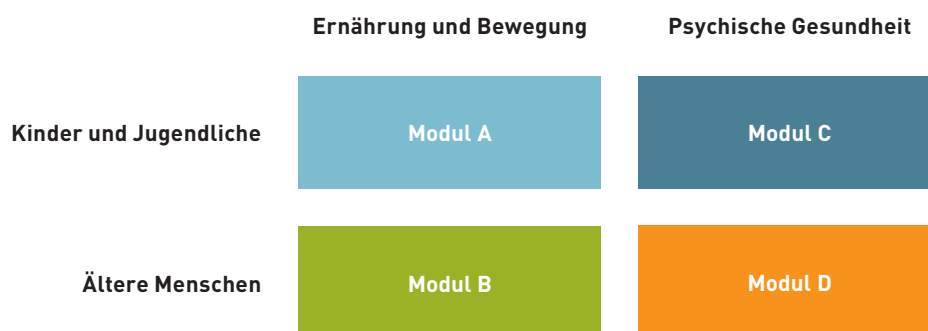 Ernährung und Bewegung
Psychische Gesundheit
Kinder und Jugendliche
Modul A
Modul C
Ältere Menschen
Modul B
Modul D